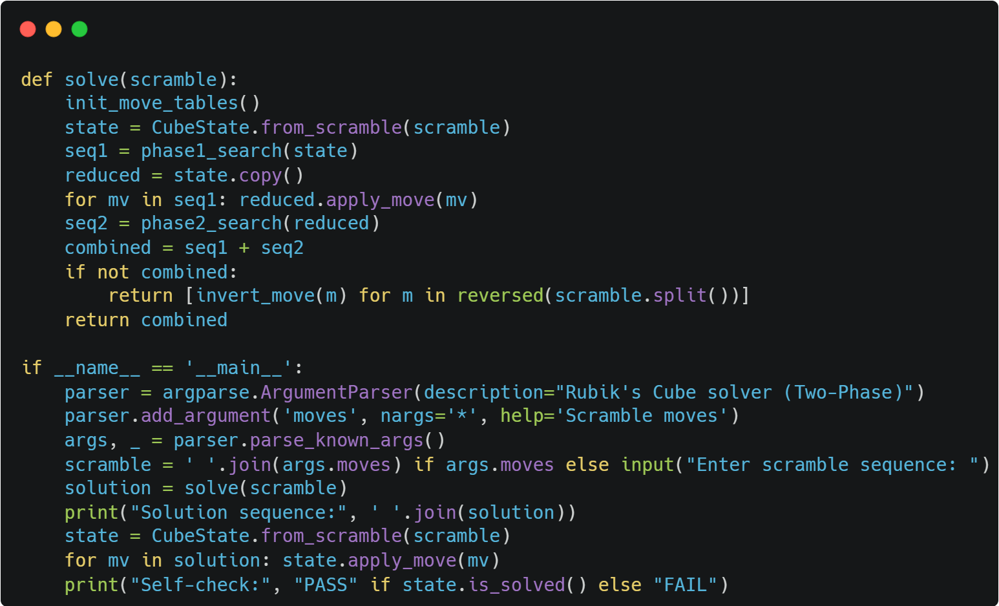 def solve(scramble):
    init_move_tables()
    state = CubeState.from_scramble(scramble)
    seq1 = phase1_search(state)
    reduced = state.copy()
    for mv in seq1: reduced.apply_move(mv)
    seq2 = phase2_search(reduced)
    combined = seq1 + seq2
    if not combined:
        return [invert_move(m) for m in reversed(scramble.split())]
    return combined

if __name__ == '__main__':
    parser = argparse.ArgumentParser(description="Rubik's Cube solver (Two-Phase)")
    parser.add_argument('moves', nargs='*', help='Scramble moves')
    args, _ = parser.parse_known_args()
    scramble = ' '.join(args.moves) if args.moves else input("Enter scramble sequence: ")
    solution = solve(scramble)
    print("Solution sequence:", ' '.join(solution))
    state = CubeState.from_scramble(scramble)
    for mv in solution: state.apply_move(mv)
    print("Self-check:", "PASS" if state.is_solved() else "FAIL")